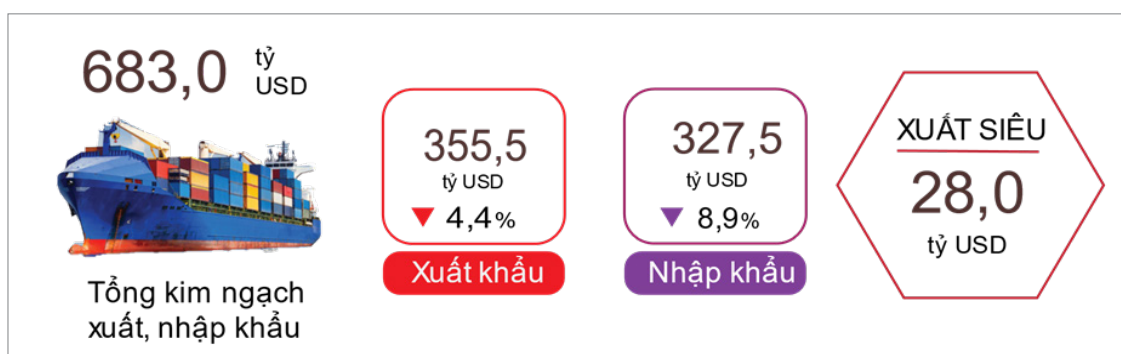 683,0 tỷ
USD
Tổng kim ngạch
xuất, nhập khẩu
355,5
tỷ USD
▼ 4,4%
Xuất khẩu
327,5
tỷ USD
▼ 8,9%
Nhập khẩu
XUẤT SIÊU
28,0
tỷ USD